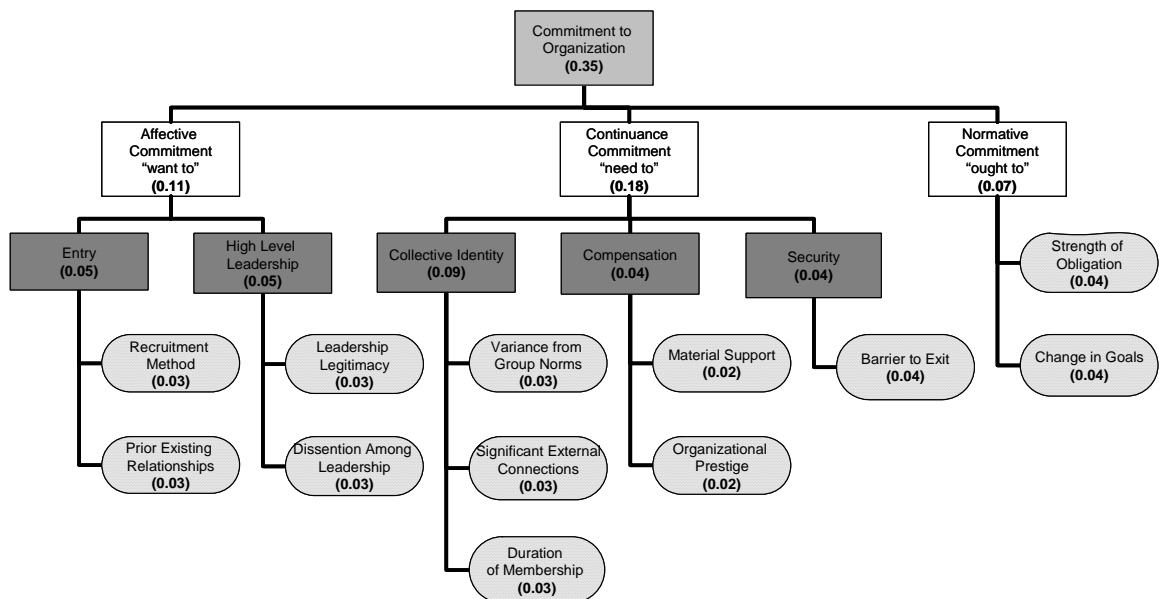 Commitment to
Organization
(0.35)
Affective
Commitment
“want to”
(0.11)
Continuance
Commitment
“need to”
(0.18)
Normative
Commitment
“ought to”
(0.07)
Entry
(0.05)
High Level
Leadership
(0.05)
Collective Identity
(0.09)
Compensation
(0.04)
Security
(0.04)
Strength of
Obligation
(0.04)
Recruitment
Method
(0.03)
Leadership
Legitimacy
(0.03)
Variance from
Group Norms
(0.03)
Material Support
(0.02)
Barrier to Exit
(0.04)
Change in Goals
(0.04)
Prior Existing
Relationships
(0.03)
Dissention Among
Leadership
(0.03)
Significant External
Connections
(0.03)
Organizational
Prestige
(0.02)
Duration
of Membership
(0.03)